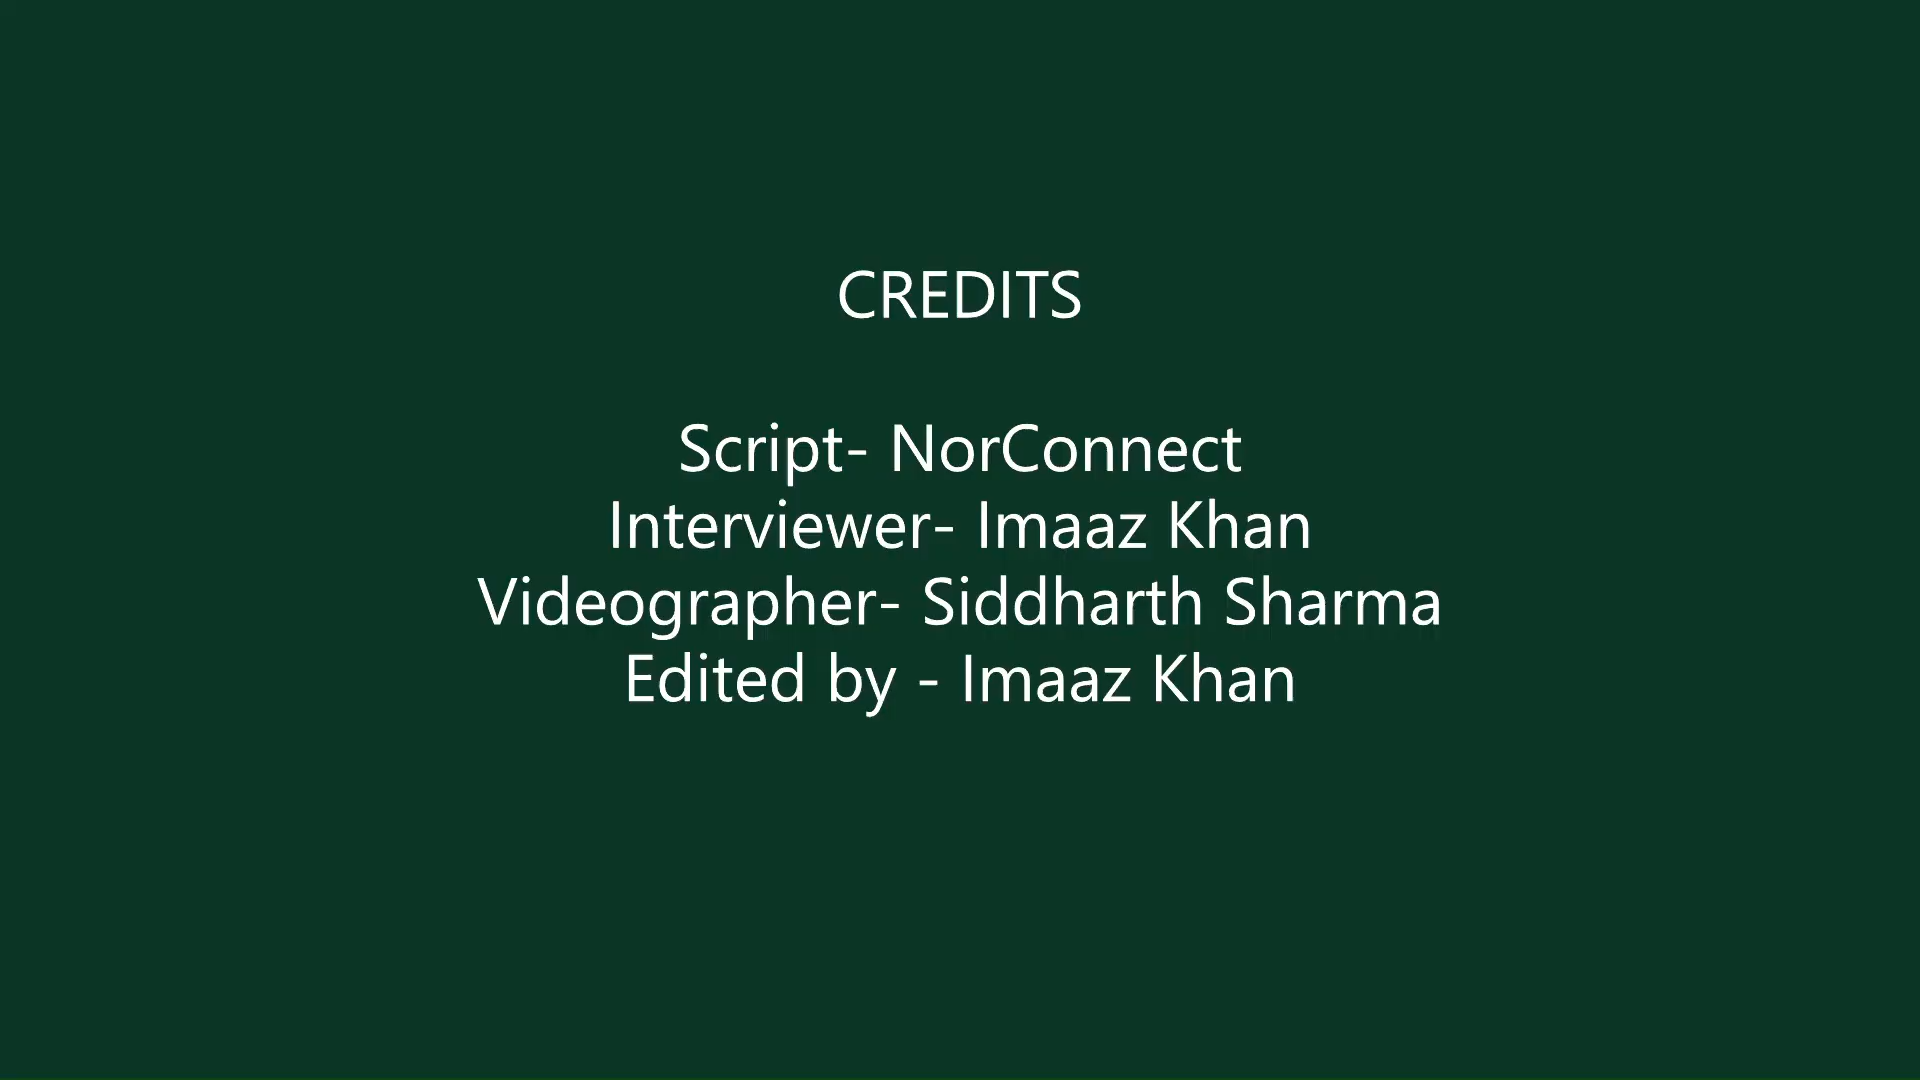 CREDITS
Script- NorConnect
Interviewer- Imaaz Khan
Videographer- Siddharth Sharma
Edited by - Imaaz Khan